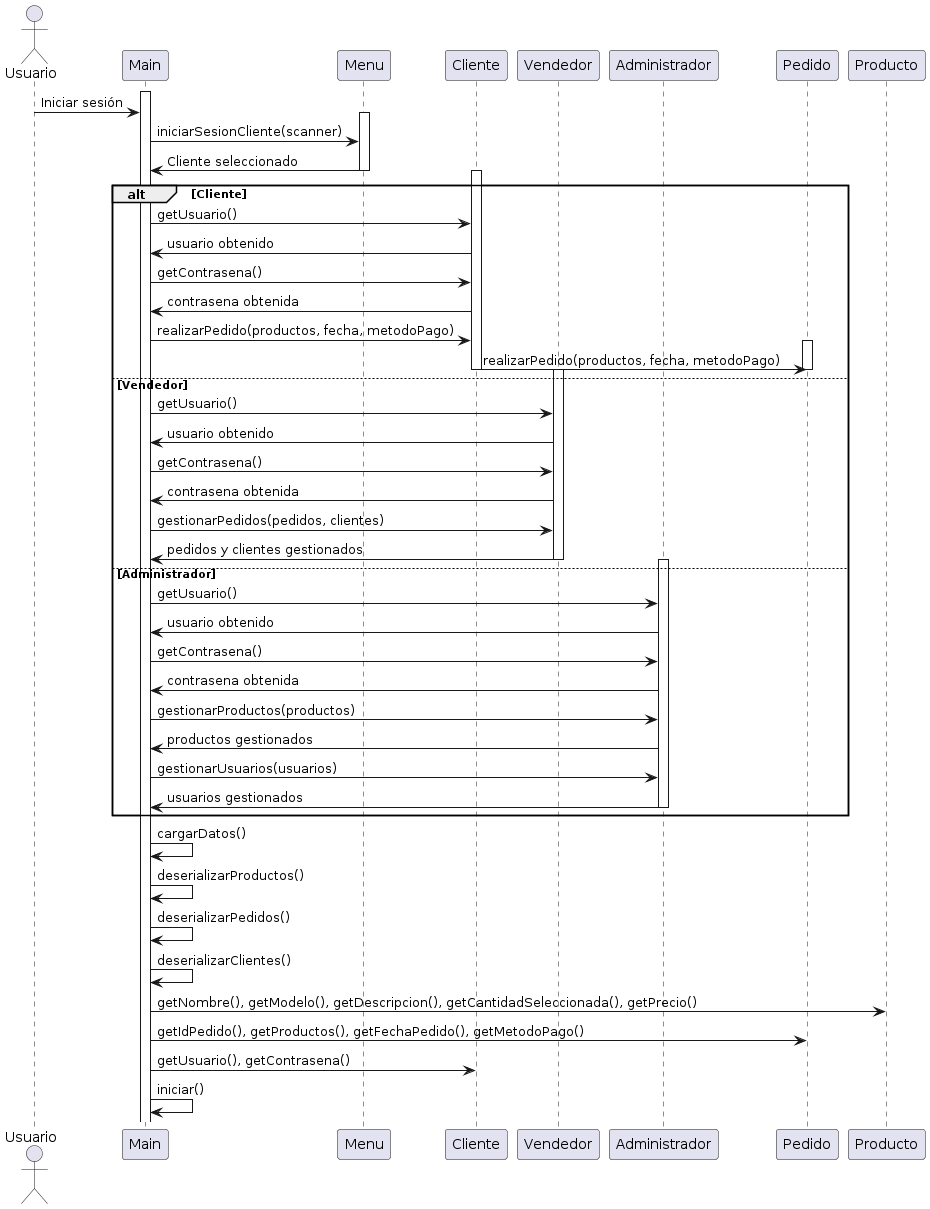 Usuario
Main
Menu
Cliente
Vendedor
Administrador
Pedido
Producto
Iniciar sesión
iniciarSesionCliente(scanner)
Cliente seleccionado
alt [Cliente]
getUsuario()
usuario obtenido
getContrasena()
contrasena obtenida
realizarPedido(productos, fecha, metodoPago)
realizarPedido(productos, fecha, metodoPago)
[Vendedor]
getUsuario()
usuario obtenido
getContrasena()
contrasena obtenida
gestionarPedidos(pedidos, clientes)
pedidos y clientes gestionados
[Administrador]
getUsuario()
usuario obtenido
getContrasena()
contrasena obtenida
gestionarProductos(productos)
productos gestionados
gestionarUsuarios(usuarios)
usuarios gestionados
cargarDatos()
deserializarProductos()
deserializarPedidos()
deserializarClientes()
getNombre(), getModelo(), getDescripcion(), getCantidadSeleccionada(), getPrecio()
getIdPedido(), getProductos(), getFechaPedido(), getMetodoPago()
getUsuario(), getContrasena()
iniciar()
Usuario
Main
Menu
Cliente
Vendedor
Administrador
Pedido
Producto